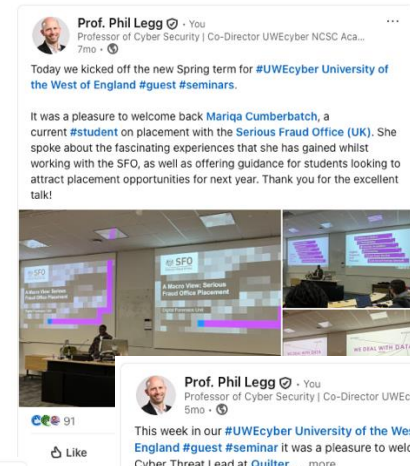 Prof. Phil Legg · You
Professor of Cyber Security | Co-Director UWEcyber NCSC Aca...
7mo ·
Today we kicked off the new Spring term for #UWEcyber University of
the West of England #guest #seminars.
It was a pleasure to welcome back Mariqa Cumberbatch, a
current #student on placement with the Serious Fraud Office (UK). She
spoke about the fascinating experiences that she has gained whilst
working with the SFO, as well as offering guidance for students looking to
attract placement opportunities for next year. Thank you for the excellent
talk!
SFO
A Macro View: Serious
Fraud Office Placement
SFO
A Macro View: Serious
Fraud Office Placement
WE DEAL WITH DATA
91
Like
Prof. Phil Legg · You
Professor of Cyber Security | Co-Director UWEc
5mo ·
This week in our #UWEcyber University of the Wes
England #guest #seminar it was a pleasure to welc
Cyber Threat Lead at Quilter more